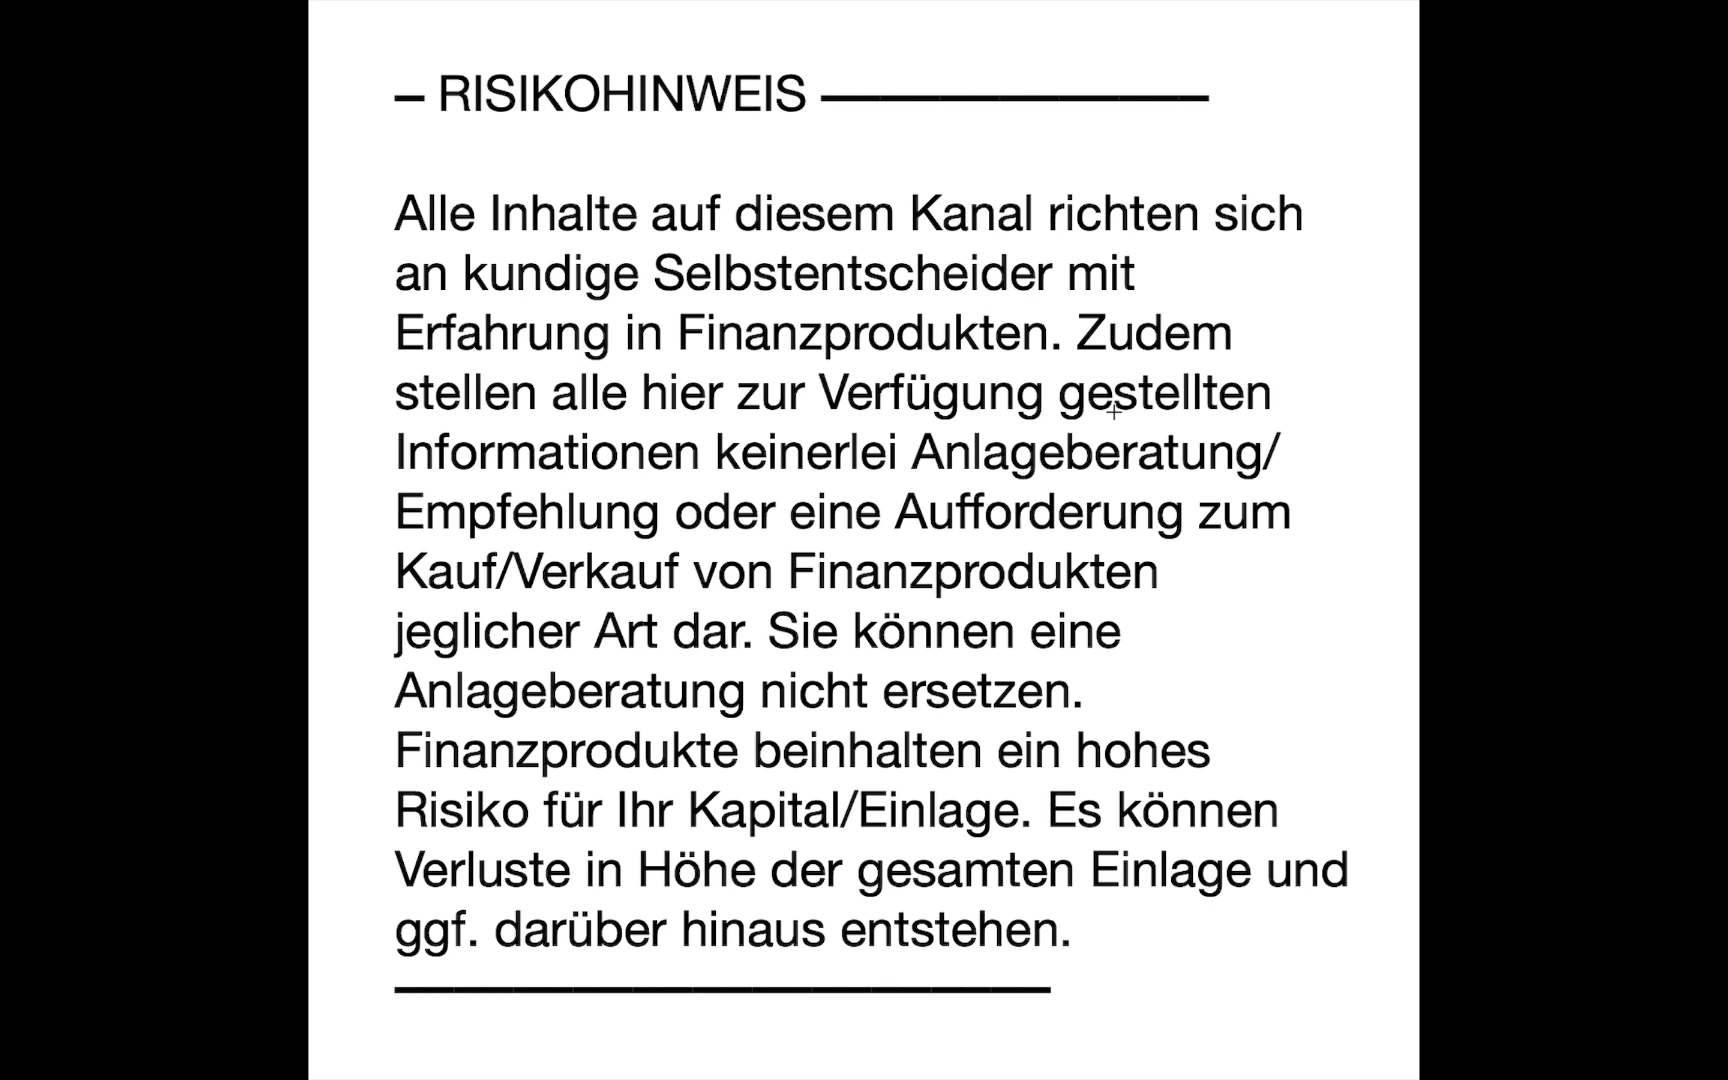 — RISIKOHINWEIS —————————————
Alle Inhalte auf diesem Kanal richten sich
an kundige Selbstentscheider mit
Erfahrung in Finanzprodukten. Zudem
stellen alle hier zur Verfügung gestellten
Informationen keinerlei Anlageberatung/
Empfehlung oder eine Aufforderung zum
Kauf/Verkauf von Finanzprodukten
jeglicher Art dar. Sie können eine
Anlageberatung nicht ersetzen.
Finanzprodukte beinhalten ein hohes
Risiko für Ihr Kapital/Einlage. Es können
Verluste in Höhe der gesamten Einlage und
ggf. darüber hinaus entstehen.